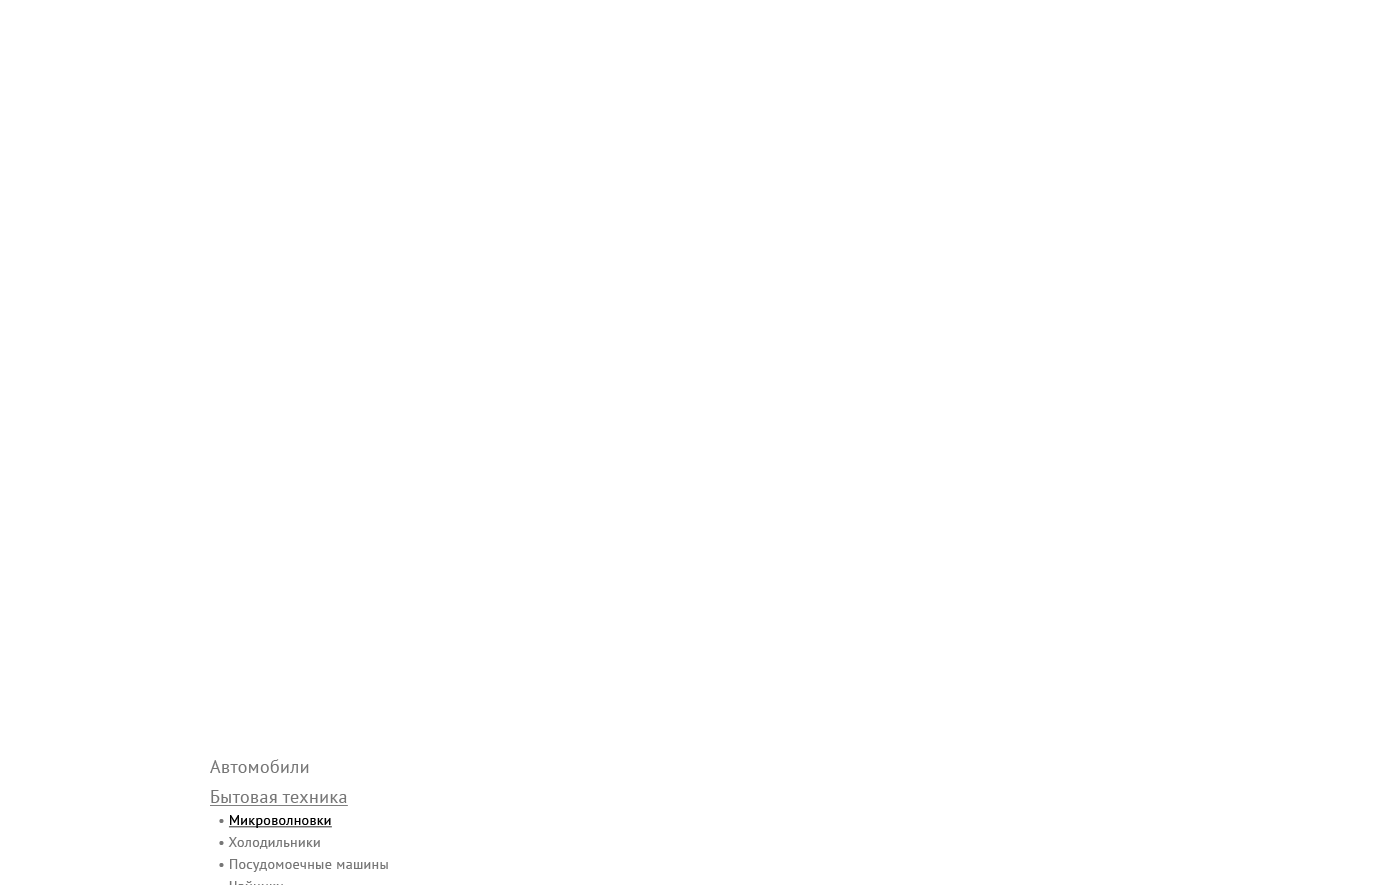 Автомобили
Бытовая техника
• Микроволновки
• Холодильники
• Посудомоечные машины